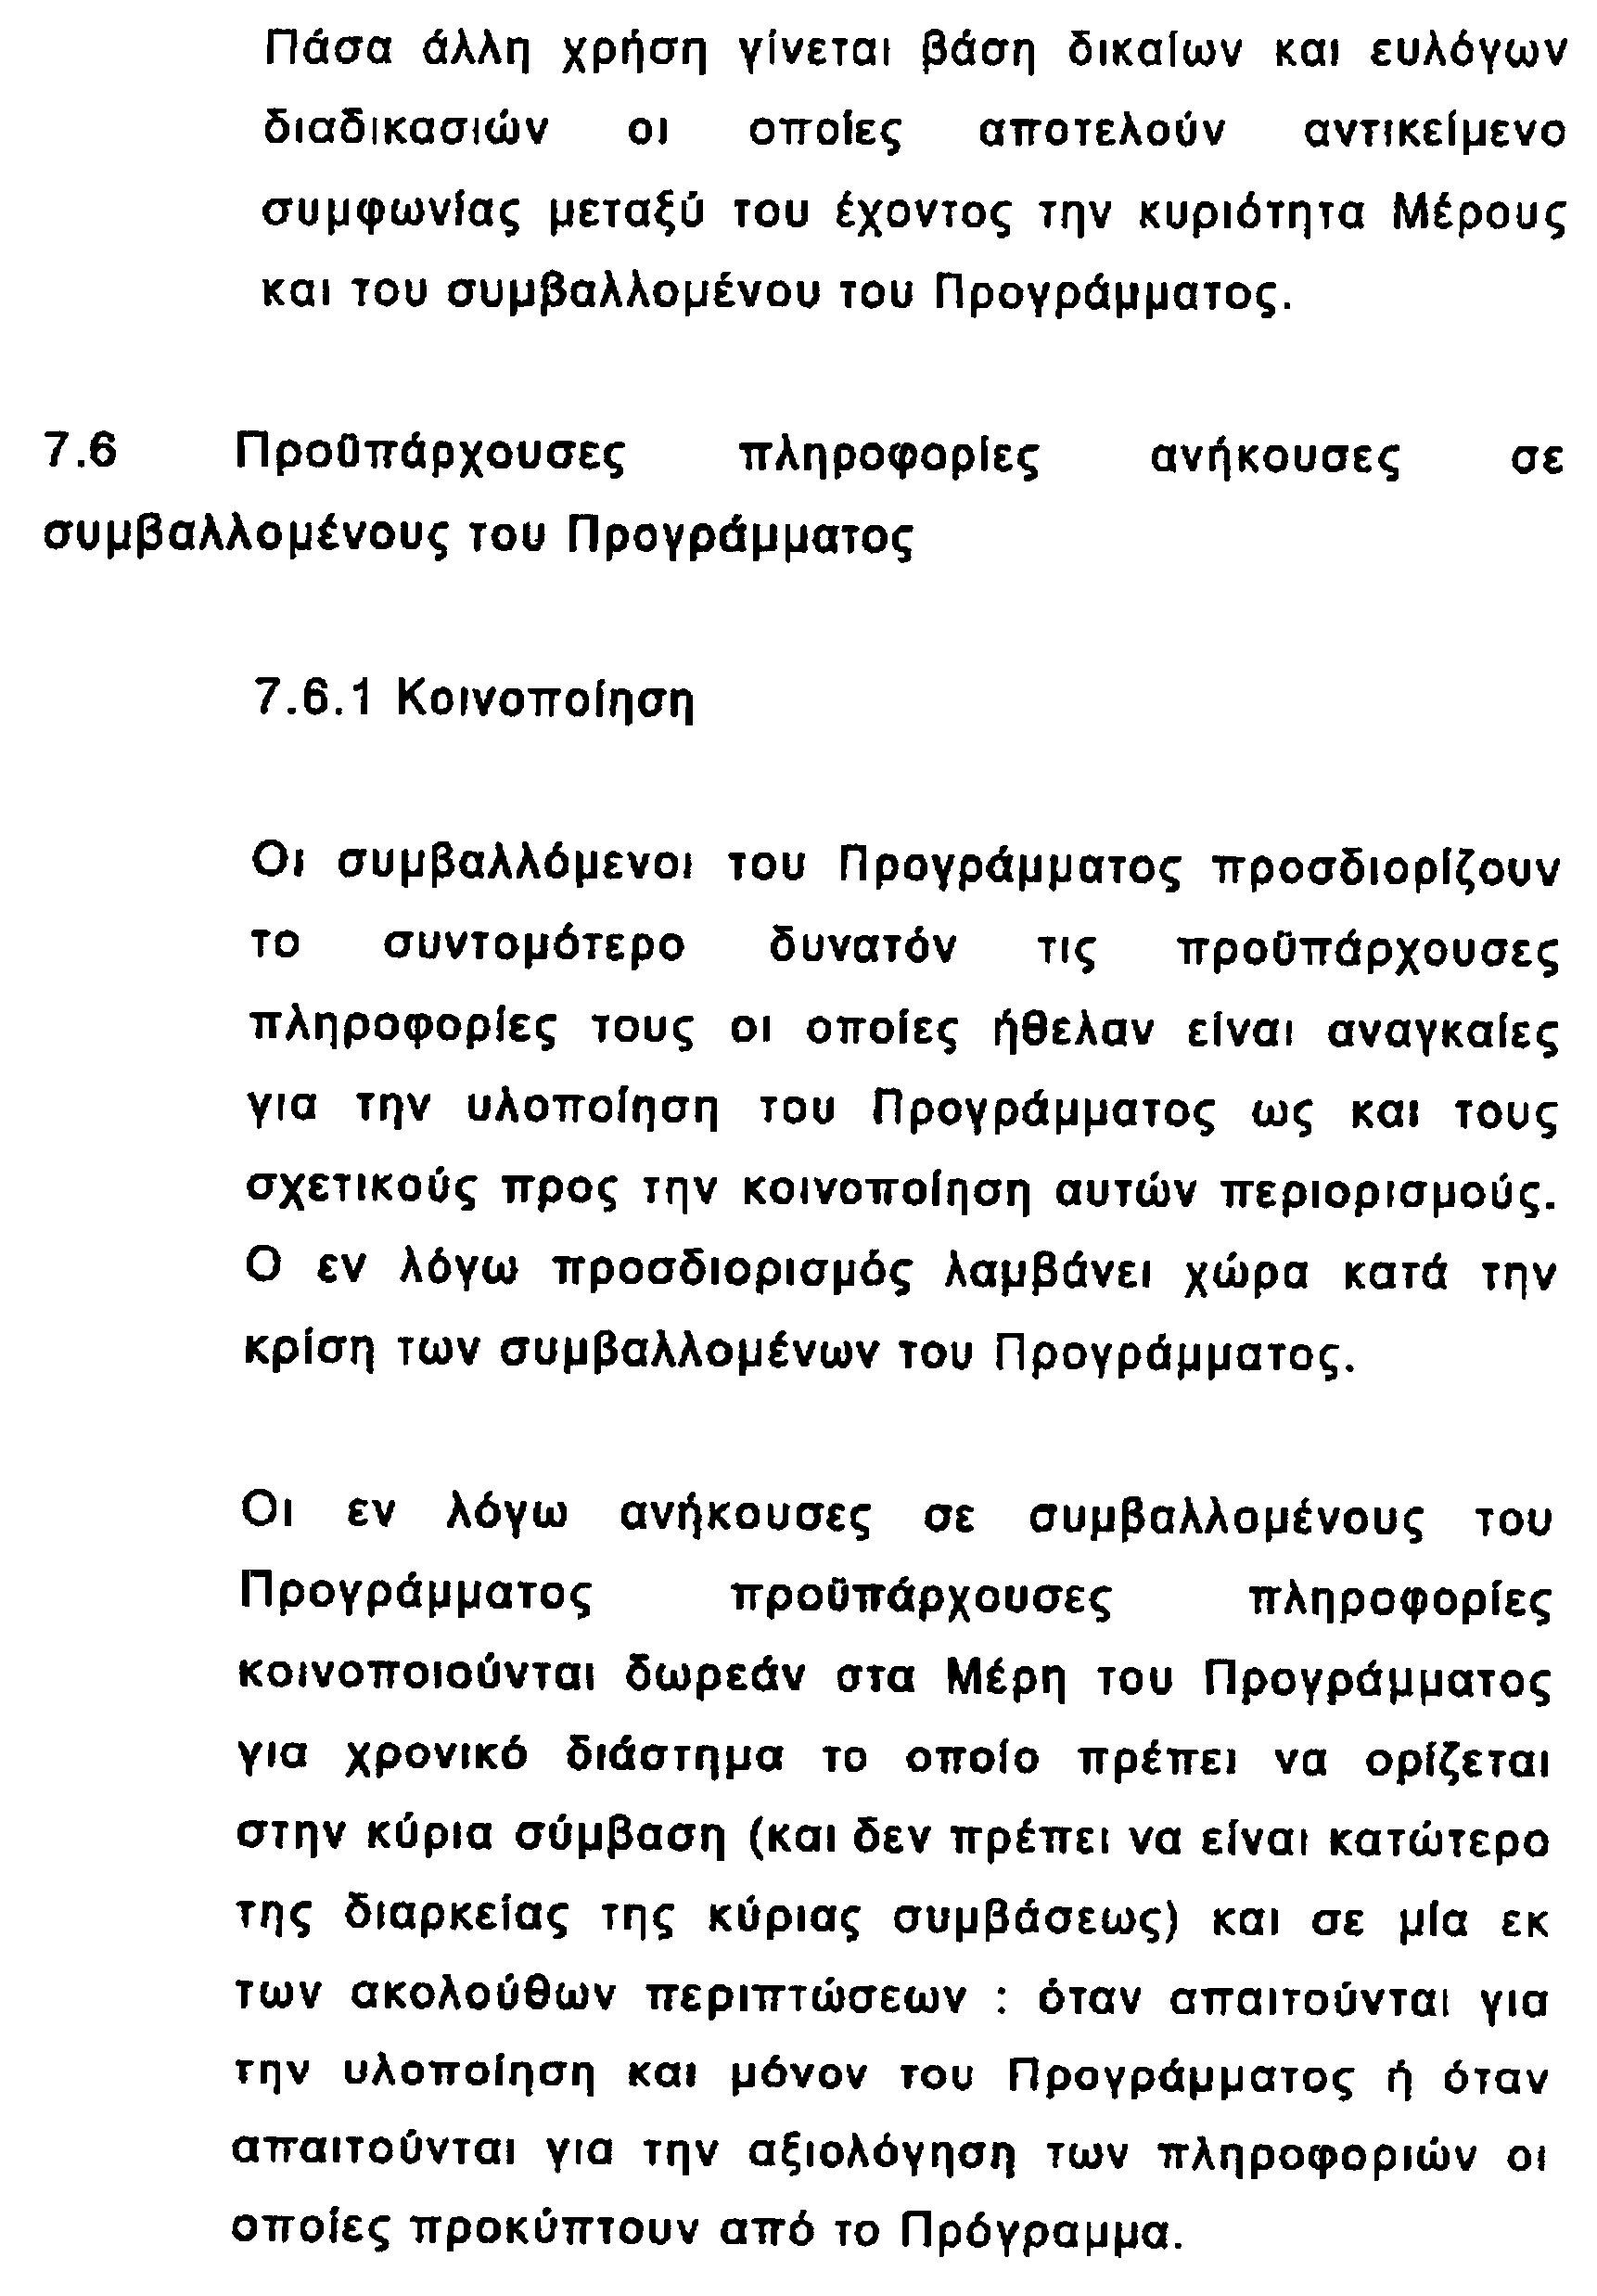 Πάσα άλλη χρήση γίνεται βάση δικαίων και ευλόγων
διαδικασιών οι οποίες αποτελούν αντικείμενο
συμφωνίας μεταξύ του έχοντος την κυριότητα Μέρους
και του συμβαλλομένου του Προγράμματος.
7.6 Προϋπάρχουσες πληροφορίες ανήκουσες σε
συμβαλλομένους του Προγράμματος
7.6.1 Κοινοποίηση
Οι συμβαλλόμενοι του Προγράμματος προσδιορίζουν
το συντομότερο δυνατόν τις προϋπάρχουσες
πληροφορίες τους οι οποίες ήθελαν είναι αναγκαίες
για την υλοποίηση του Προγράμματος ως και τους
σχετικούς προς την κοινοποίηση αυτών περιορισμούς.
Ο εν λόγω προσδιορισμός λαμβάνει χώρα κατά την
κρίση των συμβαλλομένων του Προγράμματος.
Οι εν λόγω ανήκουσες σε συμβαλλομένους του
Προγράμματος προϋπάρχουσες πληροφορίες
κοινοποιούνται δωρεάν στα Μέρη του Προγράμματος
για χρονικό διάστημα το οποίο πρέπει να ορίζεται
στην κύρια σύμβαση (και δεν πρέπει να είναι κατώτερο
της διαρκείας της κύριας συμβάσεως) και σε μία εκ
των ακολούθων περιπτώσεων : όταν απαιτούνται για
την υλοποίηση και μόνον του Προγράμματος ή όταν
απαιτούνται για την αξιολόγηση των πληροφοριών οι
οποίες προκύπτουν από το Πρόγραμμα.